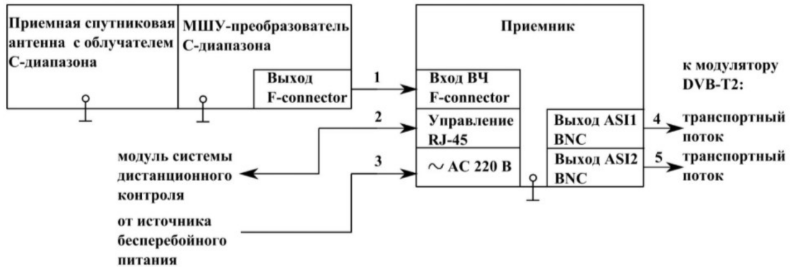 Приемная спутниковая
антенна с облучателем
С-диапазона
МШУ-преобразователь
С-диапазона
Выход
F-connector
1
Приемник
Вход ВЧ
F-connector
2
Управление
RJ-45
3
~ АС 220 В
модуль системы
дистанционного
контроля
от источника
бесперебойного
питания
Выход ASI1
BNC
4
Выход ASI2
BNC
5
к модулятору
DVB-T2:
транспортный
поток
транспортный
поток